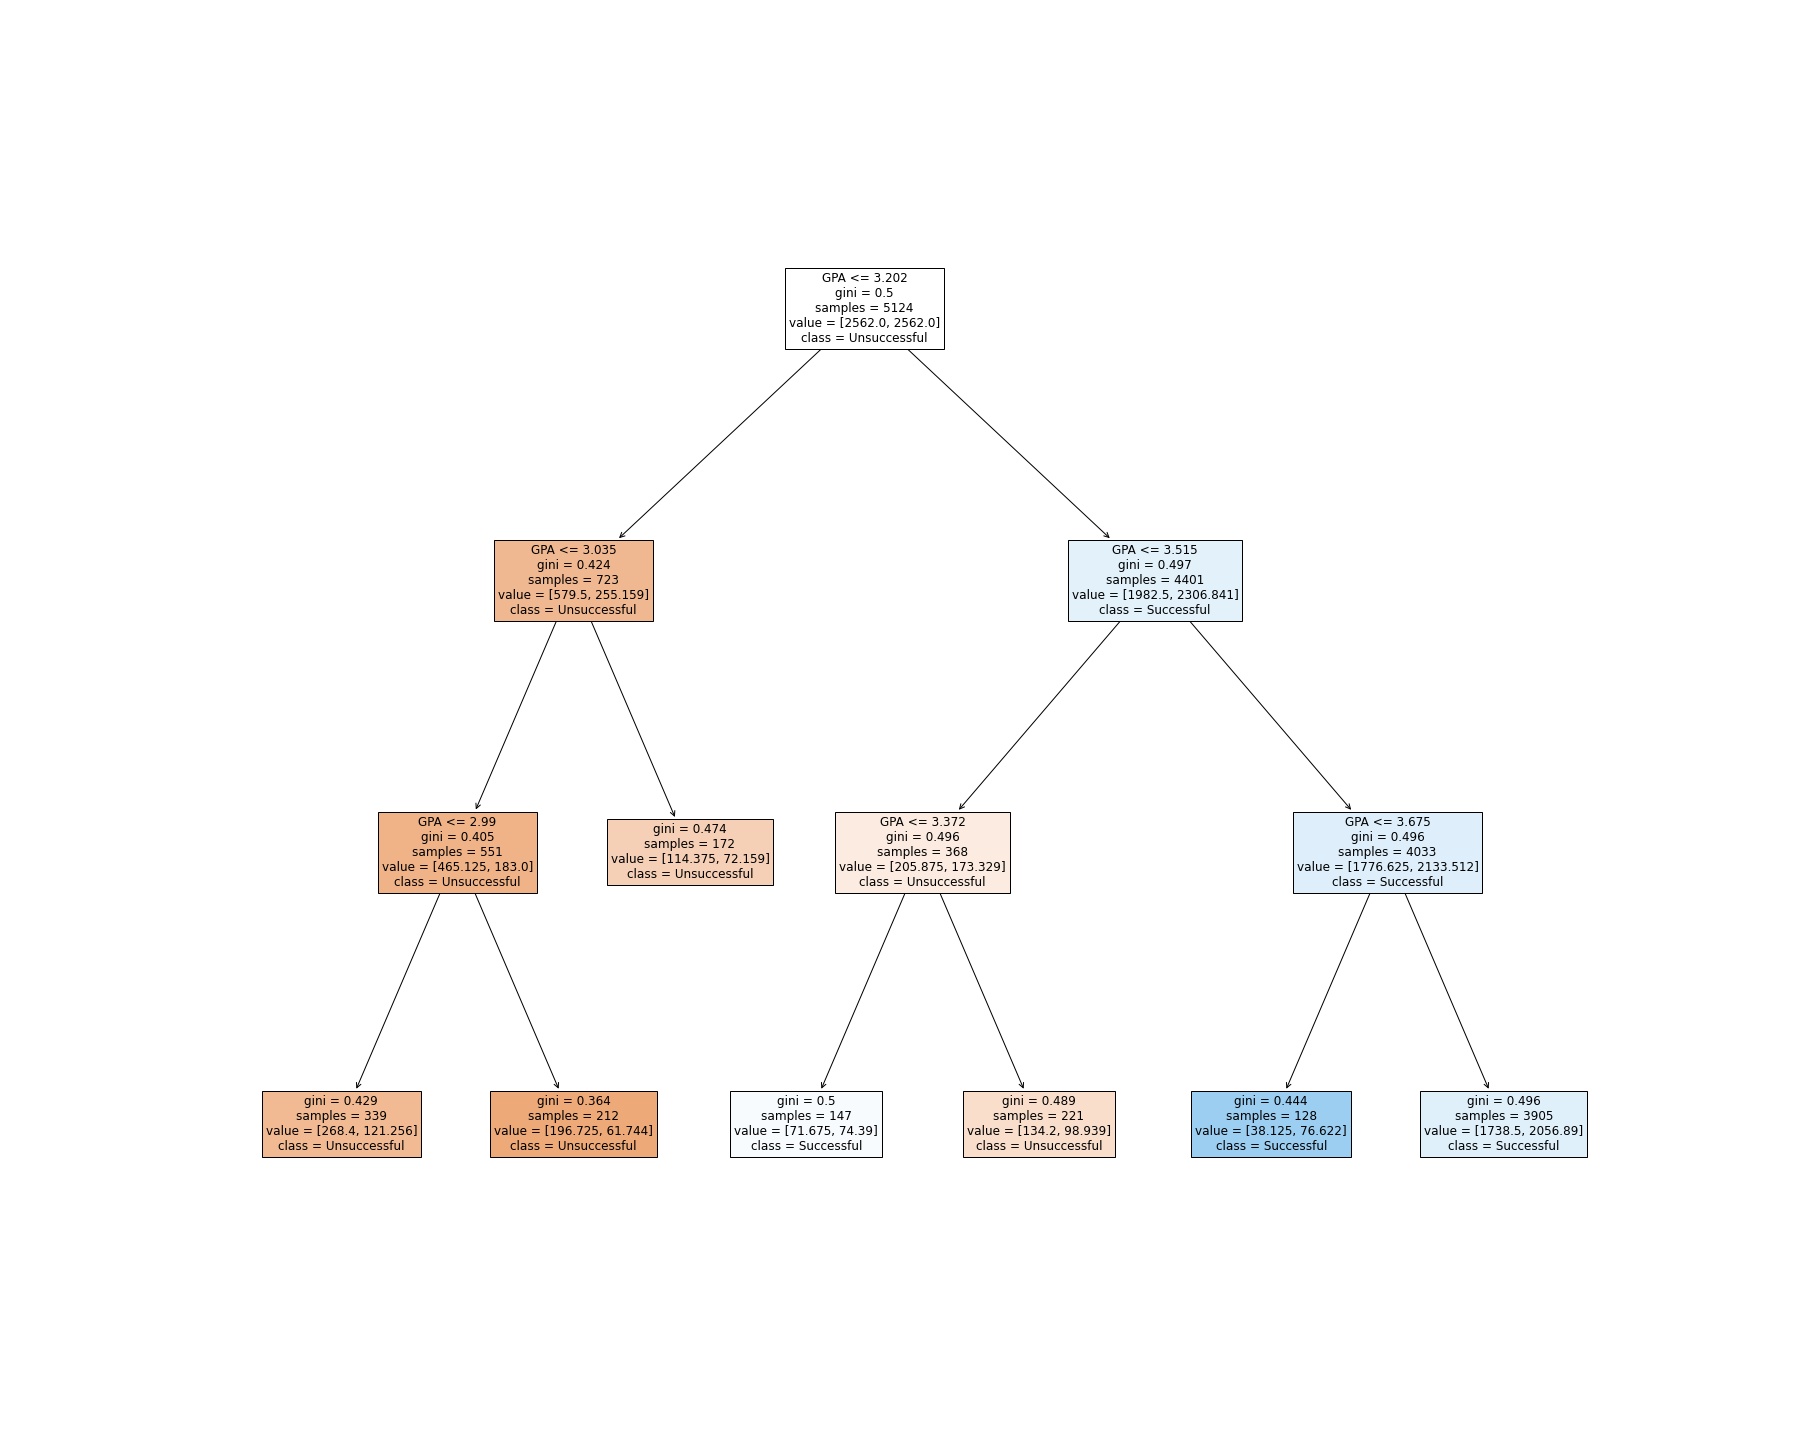 GPA <= 3.202
gini = 0.5
samples = 5124
value = [2562.0, 2562.0]
class = Unsuccessful
GPA <= 3.035
gini = 0.424
samples = 723
value = [579.5, 255.159]
class = Unsuccessful
GPA <= 3.515
gini = 0.497
samples = 4401
value = [1982.5, 2306.841]
class = Successful
GPA <= 2.99
gini = 0.405
samples = 551
value = [465.125, 183.0]
class = Unsuccessful
gini = 0.474
samples = 172
value = [114.375, 72.159]
class = Unsuccessful
GPA <= 3.372
gini = 0.496
samples = 368
value = [205.875, 173.329]
class = Unsuccessful
GPA <= 3.675
gini = 0.496
samples = 4033
value = [1776.625, 2133.512]
class = Successful
gini = 0.429
samples = 339
value = [268.4, 121.256]
class = Unsuccessful
gini = 0.364
samples = 212
value = [196.725, 61.744]
class = Unsuccessful
gini = 0.5
samples = 147
value = [71.675, 74.39]
class = Successful
gini = 0.489
samples = 221
value = [134.2, 98.939]
class = Unsuccessful
gini = 0.444
samples = 128
value = [38.125, 76.622]
class = Successful
gini = 0.496
samples = 3905
value = [1738.5, 2056.89]
class = Successful